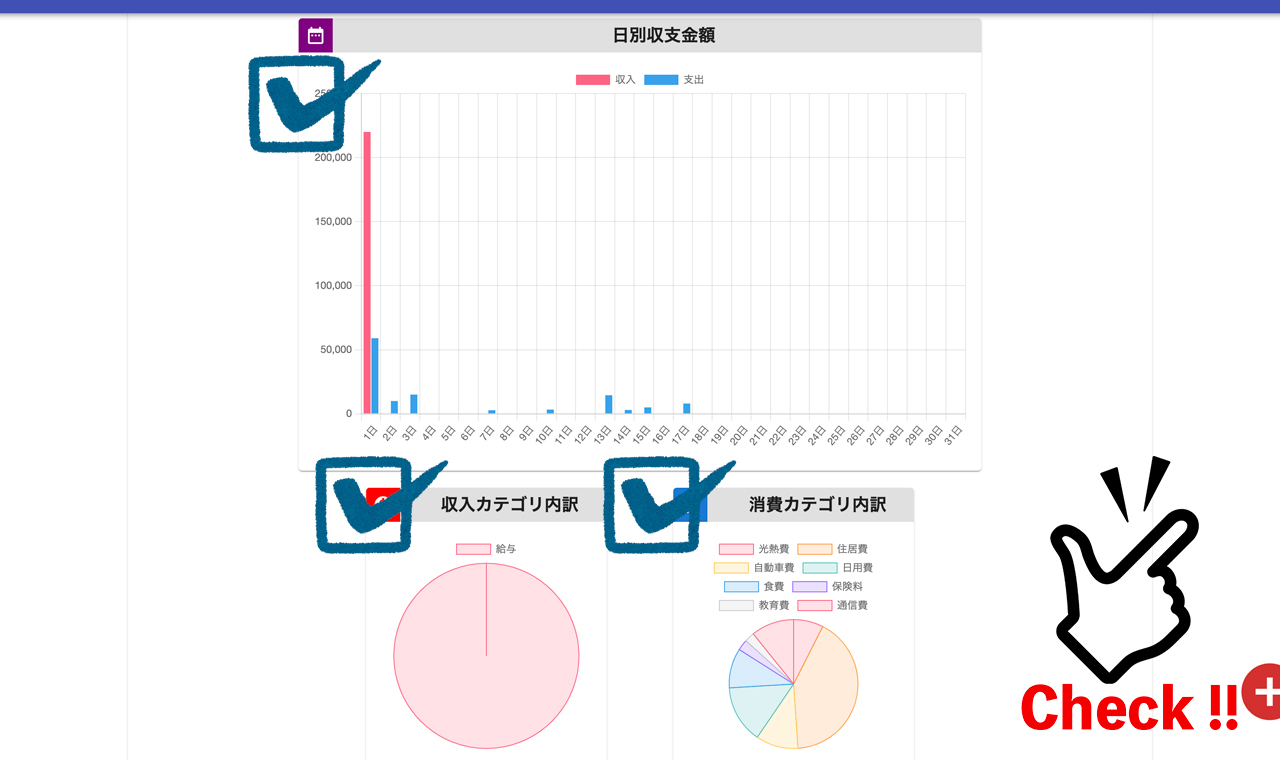 日別収支金額
収入 支出
200,000
150,000
100,000
50,000
0
1日 2日 3日 4日 5日 6日 7日 8日 9日 10日 11日 12日 13日 14日 15日 16日 17日 18日 19日 20日 21日 22日 23日 24日 25日 26日 27日 28日 29日 30日 31日
収入カテゴリ内訳
消費カテゴリ内訳
給与
光熱費 住居費
自動車費 日用費
食費 保険料
教育費 通信費
Check !!